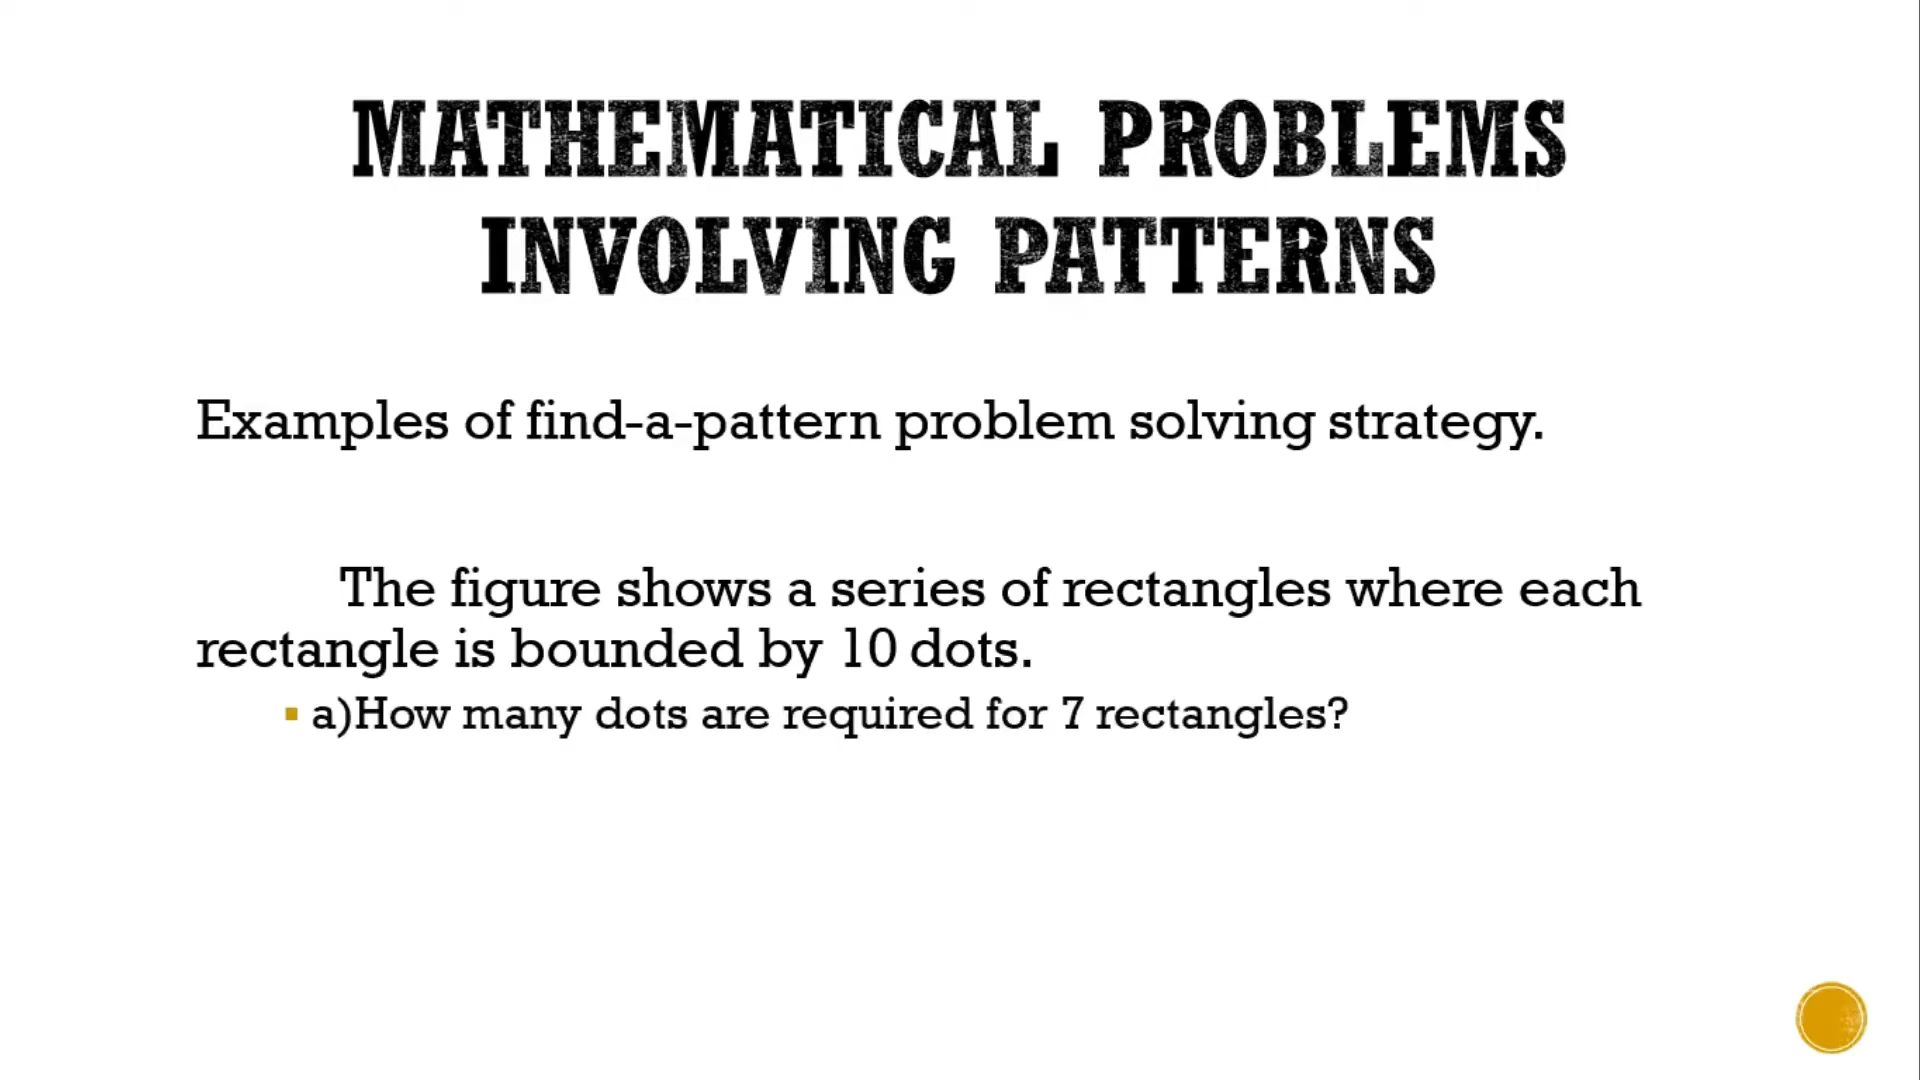 MATHEMATICAL PROBLEMS
INVOLVING PATTERNS
Examples of find-a-pattern problem solving strategy.
The figure shows a series of rectangles where each
rectangle is bounded by 10 dots.
▪ a)How many dots are required for 7 rectangles?